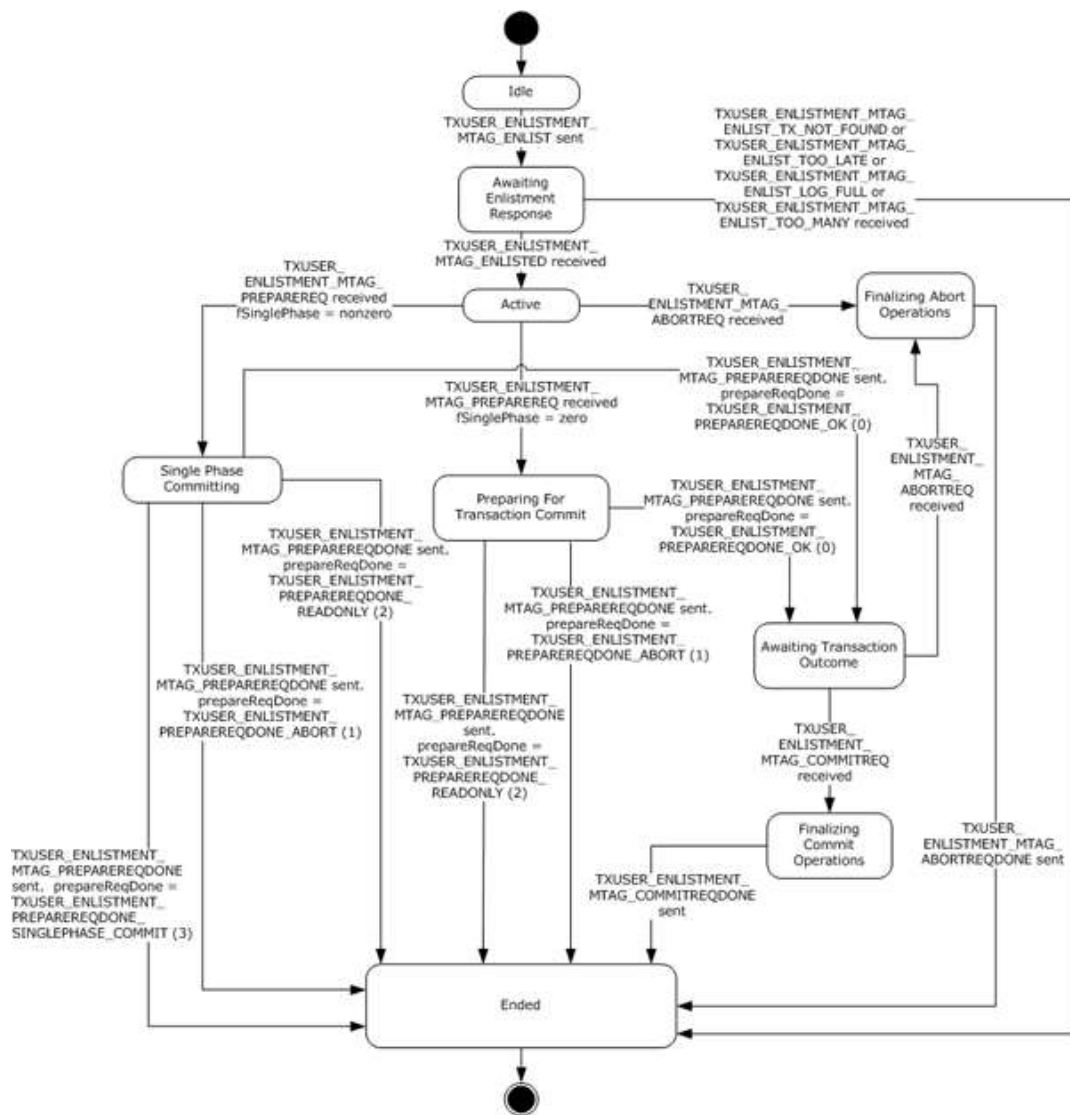 Idle
TXUSER_ENLISTMENT_
MTAG_ENLIST sent
TXUSER_ENLISTMENT_MTAG_
ENLIST_TX_NOT_FOUND or
TXUSER_ENLISTMENT_MTAG_
ENLIST_TOO_LATE or
TXUSER_ENLISTMENT_MTAG_
ENLIST_LOG_FULL or
TXUSER_ENLISTMENT_MTAG_
ENLIST_TOO_MANY received
Awaiting
Enlistment
Response
TXUSER_ENLISTMENT_
MTAG_ENLISTED received
TXUSER_
ENLISTMENT_MTAG_
PREPAREREQ received
fSinglePhase = nonzero
Active
TXUSER_
ENLISTMENT_MTAG_
ABORTREQ received
Finalizing Abort
Operations
TXUSER_ENLISTMENT_
MTAG_PREPAREREQ received
fSinglePhase = zero
TXUSER_ENLISTMENT_
MTAG_PREPAREREQDONE sent.
prepareReqDone =
TXUSER_ENLISTMENT_
PREPAREREQDONE_OK (0)
TXUSER_
ENLISTMENT_
MTAG_
ABORTREQ
received
Single Phase
Committing
Preparing For
Transaction Commit
TXUSER_ENLISTMENT_
MTAG_PREPAREREQDONE sent.
prepareReqDone =
TXUSER_ENLISTMENT_
PREPAREREQDONE_OK (0)
TXUSER_ENLISTMENT_
MTAG_PREPAREREQDONE sent.
prepareReqDone =
TXUSER_ENLISTMENT_
PREPAREREQDONE_
READONLY (2)
TXUSER_ENLISTMENT_
MTAG_PREPAREREQDONE sent.
prepareReqDone =
TXUSER_ENLISTMENT_
PREPAREREQDONE_ABORT (1)
Awaiting Transaction
Outcome
TXUSER_ENLISTMENT_
MTAG_PREPAREREQDONE sent.
prepareReqDone =
TXUSER_ENLISTMENT_
PREPAREREQDONE_ABORT (1)
TXUSER_ENLISTMENT_
MTAG_PREPAREREQDONE
sent.
prepareReqDone =
TXUSER_ENLISTMENT_
PREPAREREQDONE_
READONLY (2)
TXUSER_
ENLISTMENT_
MTAG_COMMITREQ
received
Finalizing
Commit
Operations
TXUSER_
ENLISTMENT_MTAG_
ABORTREQDONE sent
TXUSER_ENLISTMENT_
MTAG_PREPAREREQDONE
sent. prepareReqDone =
TXUSER_ENLISTMENT_
PREPAREREQDONE_
SINGLEPHASE_COMMIT (3)
TXUSER_ENLISTMENT_
MTAG_COMMITREQDONE
sent
Ended